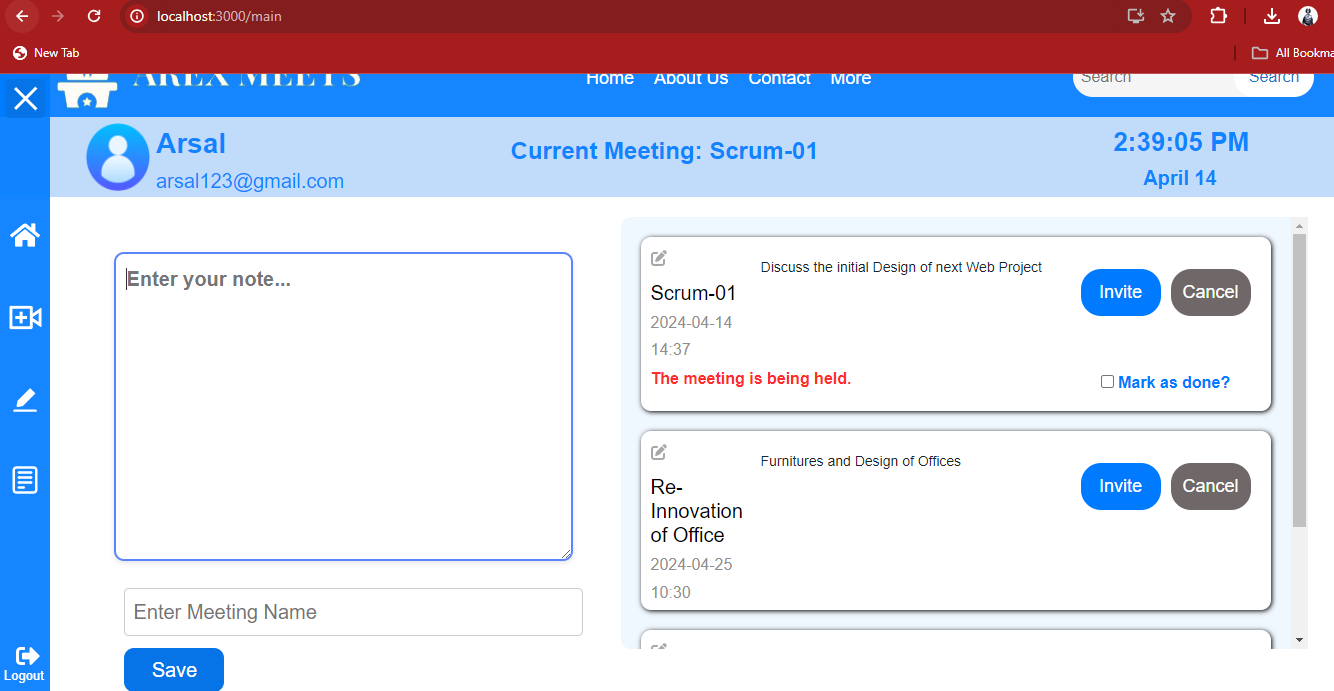 localhost:3000/main
New Tab
All Bookma
AREX MEETS
Home About Us Contact More
Search Search
Arsal
arsal123@gmail.com
Current Meeting: Scrum-01
2:39:05 PM
April 14
Enter your note...
Enter Meeting Name
Save
Logout
Discuss the initial Design of next Web Project
Invite Cancel
Scrum-01
2024-04-14
14:37
The meeting is being held.
Mark as done?
Furnitures and Design of Offices
Invite Cancel
Re-
Innovation
of Office
2024-04-25
10:30